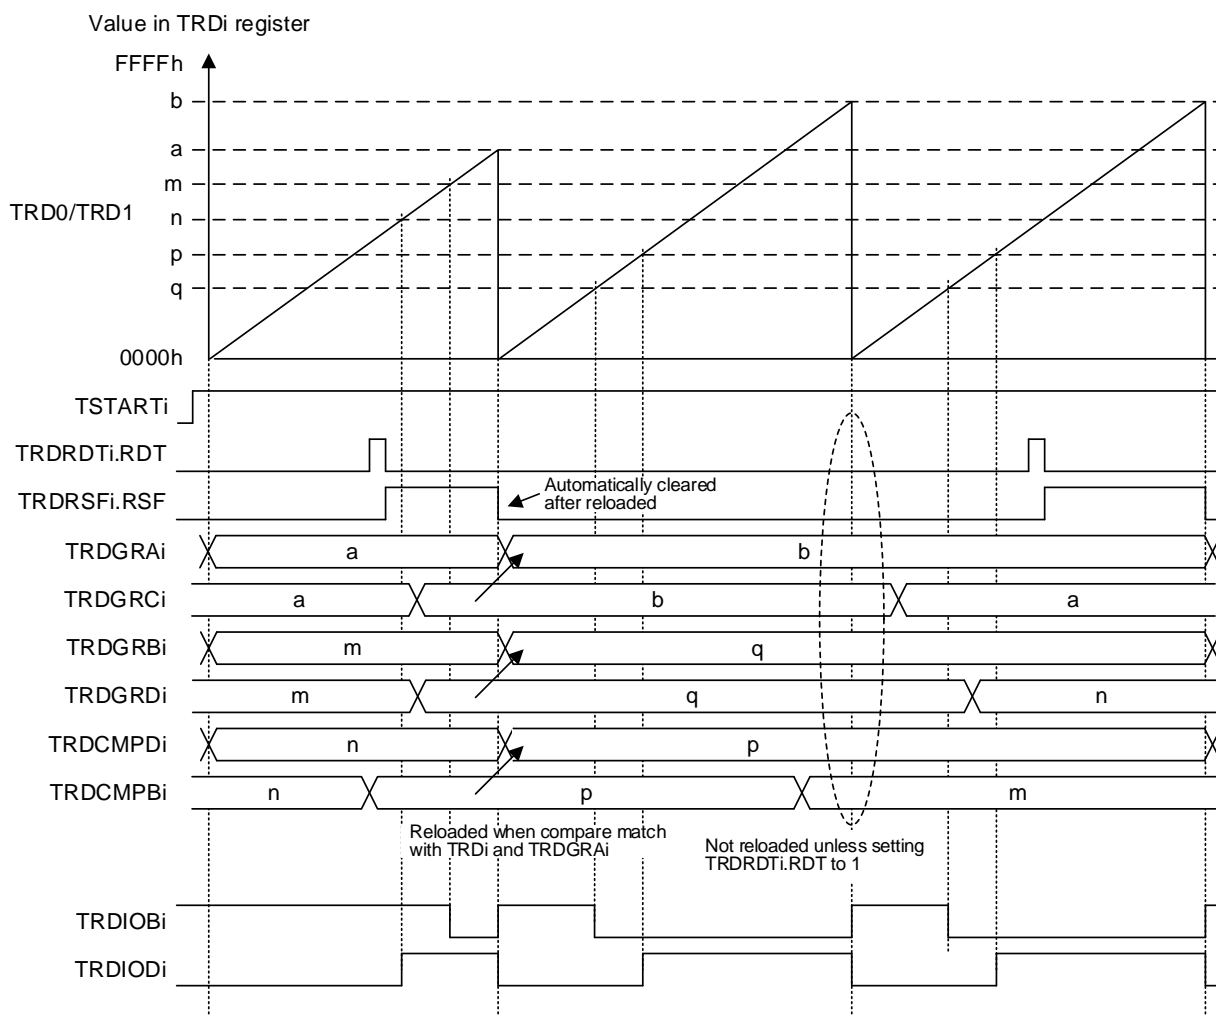 Value in TRDi register
FFFFh
b
a
m
TRD0/TRD1
n
p
q
0000h
TSTARTi
TRDRDTi.RDT
TRDRSFi.RSF
Automatically cleared
after reloaded
TRDGRAi a b
TRDGRCi a b a
TRDGRBi m q
TRDGRDi m q n
TRDCMPDi n p
TRDCMPBi n p m
Reloaded when compare match
with TRDi and TRDGRAi
Not reloaded unless setting
TRDRDTi.RDT to 1
TRDIOBi
TRDIODi